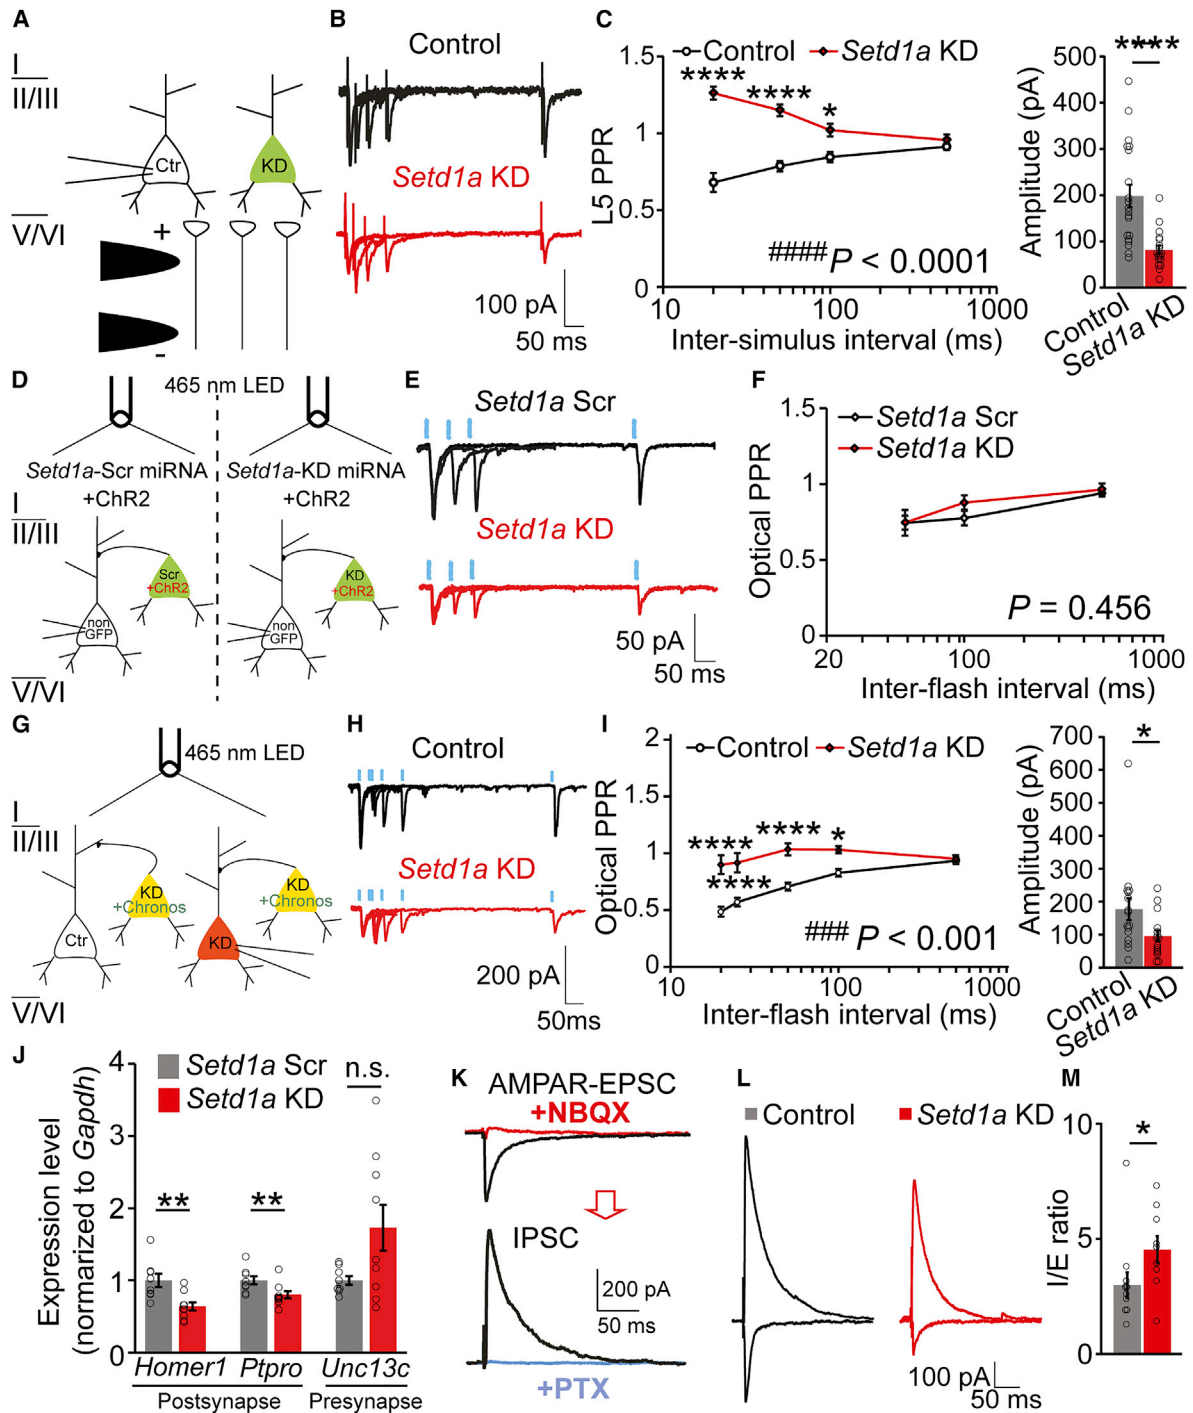 A
I
II/III
Ctr
KD
V/VI
+
-
B
Control
Setd1a KD
100 pA
50 ms
C
Control
Setd1a KD
1.5
1
0.5
0
L5 PPR
****
****
*
####P < 0.0001
10
100
1000
Inter-simulus interval (ms)
****
500
400
300
200
100
0
Amplitude (pA)
Control
Setd1a KD
D
465 nm LED
Setd1a-Scr miRNA
+ChR2
Setd1a-KD miRNA
+ChR2
I
II/III
Scr
+ChR2
KD
+ChR2
non
GFP
non
GFP
V/VI
E
Setd1a Scr
Setd1a KD
50 pA
50 ms
F
Setd1a Scr
Setd1a KD
1.5
1
0.5
0
Optical PPR
P = 0.456
20
100
1000
Inter-flash interval (ms)
G
465 nm LED
I
II/III
KD
+Chronos
KD
+Chronos
Ctr
KD
V/VI
H
Control
Setd1a KD
200 pA
50ms
I
Control
Setd1a KD
2
1.5
1
0.5
0
Optical PPR
****
****
*
****
### P < 0.001
10
100
1000
Inter-flash interval (ms)
*
700
600
500
400
300
200
100
0
Amplitude (pA)
Control
Setd1a KD
J
Setd1a Scr
Setd1a KD
n.s.
4
3
2
1
0
Expression level
(normarized to Gapdh)
**
**
Homer1
Ptpro
Unc13c
Postsynapse
Presynapse
K
AMPAR-EPSC
+NBQX
IPSC
200 pA
50 ms
+PTX
L
Control
Setd1a KD
100 pA
50 ms
M
10
5
0
I/E ratio
*